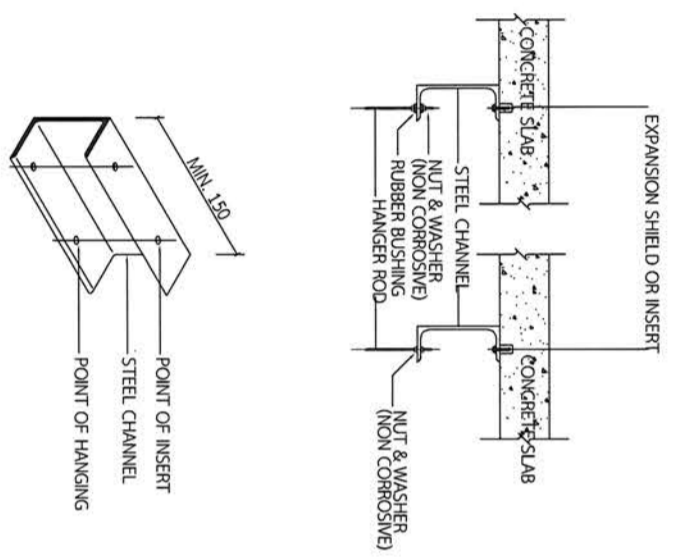 EXPANSION SHIELD OR INSERT
CONCRETE SLAB
CONCRETE SLAB
STEEL CHANNEL
NUT & WASHER
(NON CORROSIVE)
RUBBER BUSHING
HANGER ROD
NUT & WASHER
(NON CORROSIVE)
MIN. 150
POINT OF INSERT
STEEL CHANNEL
POINT OF HANGING